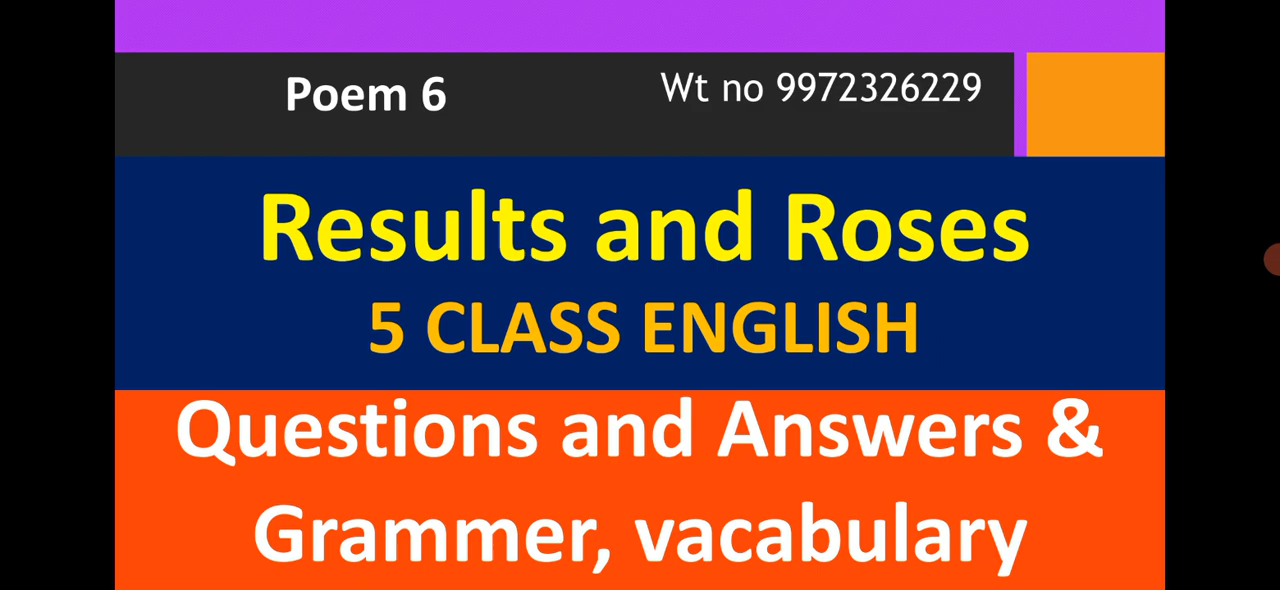 Poem 6
Wt no 9972326229
Results and Roses
5 CLASS ENGLISH
Questions and Answers &
Grammer, vacabulary